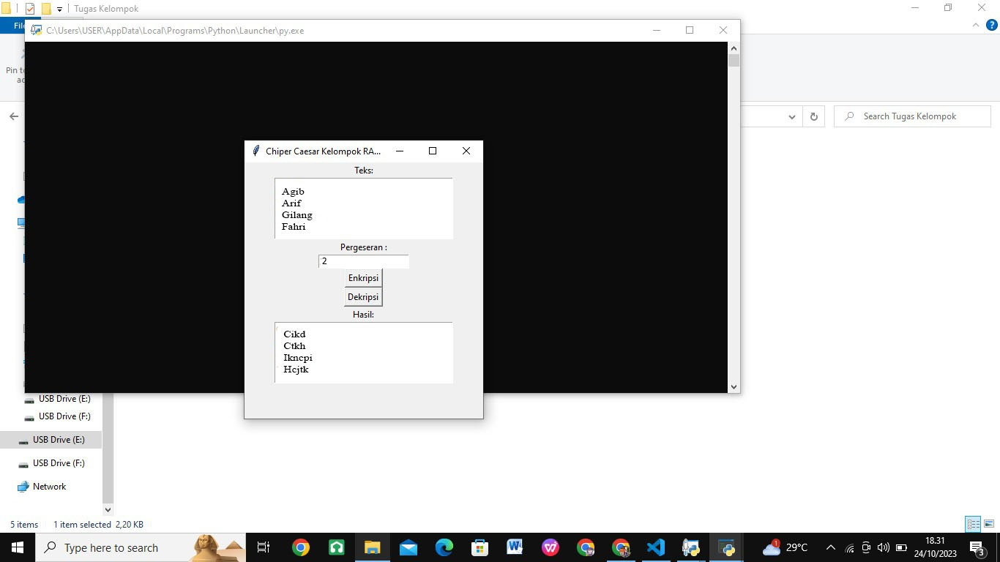 Tugas Kelompok
File
C:\Users\USER\AppData\Local\Programs\Python\Launcher\py.exe
Pin to
Search Tugas Kelompok
Chiper Caesar Kelompok RA...
Teks:
Agib
Arif
Gilang
Fahri
Pergeseran :
2
Enkripsi
Dekripsi
Hasil:
Cikd
Ctkh
Ikncpi
Hcjtk
USB Drive (E:)
USB Drive (F:)
USB Drive (E:)
USB Drive (F:)
Network
5 items 1 item selected 2,20 KB
Type here to search
1
29°C
18.31
24/10/2023
3